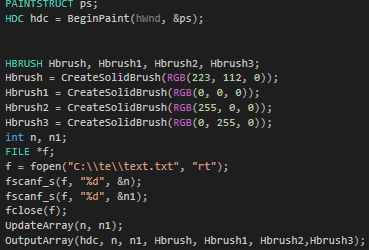 PAINTSTRUCT ps;
HDC hdc = BeginPaint(hWnd, &ps);
HBRUSH Hbrush, Hbrush1, Hbrush2, Hbrush3;
Hbrush = CreateSolidBrush(RGB(223, 112, 0));
Hbrush1 = CreateSolidBrush(RGB(0, 0, 0));
Hbrush2 = CreateSolidBrush(RGB(255, 0, 0));
Hbrush3 = CreateSolidBrush(RGB(0, 255, 0));
int n, n1;
FILE *f;
f = fopen("C:\\te\\text.txt", "rt");
fscanf_s(f, "%d", &n);
fscanf_s(f, "%d", &n1);
fclose(f);
UpdateArray(n, n1);
OutputArray(hdc, n, n1, Hbrush, Hbrush1, Hbrush2,Hbrush3);